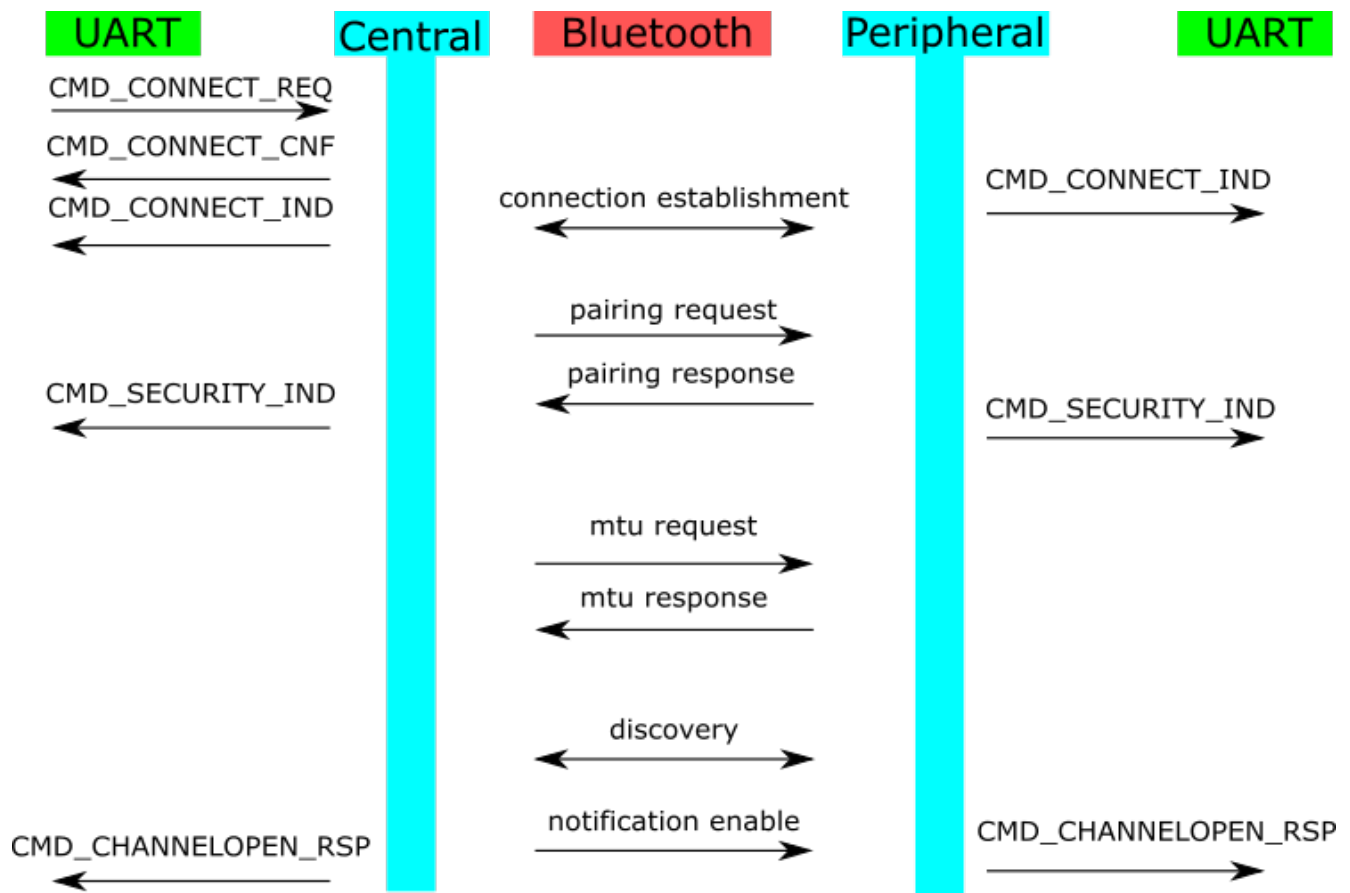 UART
Central
Bluetooth
Peripheral
UART
CMD_CONNECT_REQ
CMD_CONNECT_CNF
CMD_CONNECT_IND
connection establishment
CMD_CONNECT_IND
pairing request
pairing response
CMD_SECURITY_IND
CMD_SECURITY_IND
mtu request
mtu response
discovery
notification enable
CMD_CHANNELOPEN_RSP
CMD_CHANNELOPEN_RSP